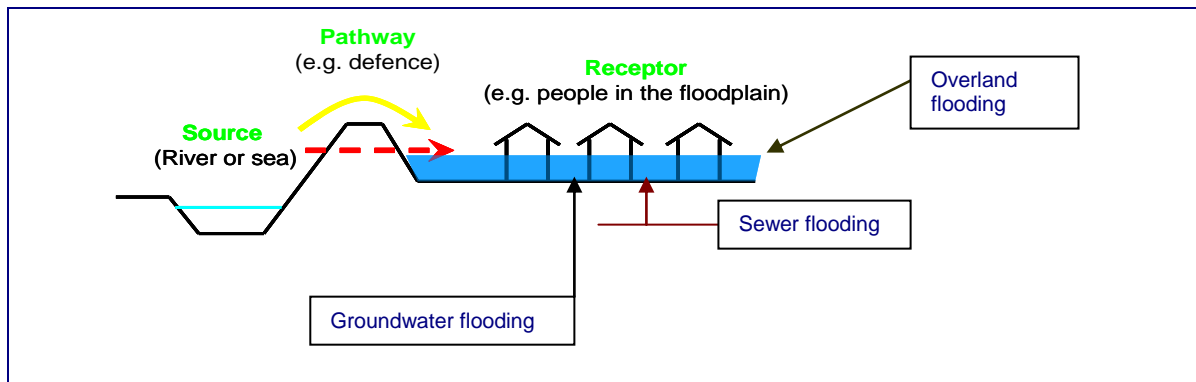 Pathway
(e.g. defence)
Receptor
(e.g. people in the floodplain)
Overland
flooding
Source
(River or sea)
Sewer flooding
Groundwater flooding